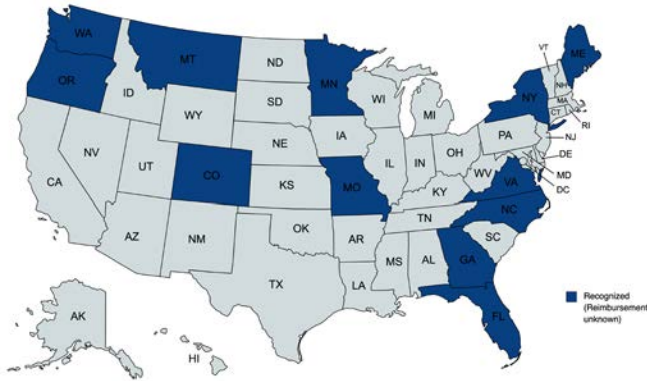 WA
MT
ND
MN
ME
VT
NH
OR
ID
SD
WI
NY
MA
WY
MI
CT
RI
IA
PA
NJ
NE
NV
OH
DE
IL
IN
UT
MD
CO
WV
VA
DC
CA
KS
MO
KY
NC
TN
OK
AZ
NM
AR
SC
MS
AL
GA
TX
LA
Recognized
(Reimbursement
unknown)
AK
FL
HI